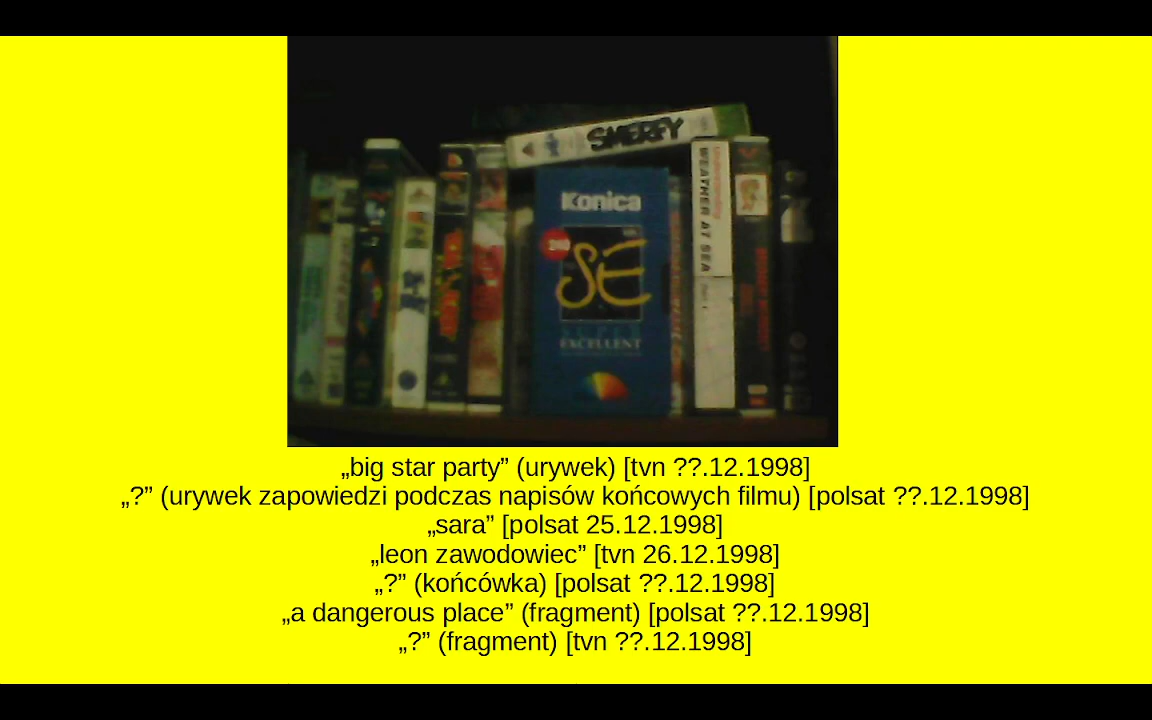 SMERFY
Konica
SE
SUPER
EXCELLENT
WEATHER AT SEA
„big star party” (urywek) [tvn ??.12.1998]
„?” (urywek zapowiedzi podczas napisów końcowych filmu) [polsat ??.12.1998]
„sara” [polsat 25.12.1998]
„leon zawodowiec” [tvn 26.12.1998]
„?” (końcówka) [polsat ??.12.1998]
„a dangerous place” (fragment) [polsat ??.12.1998]
„?” (fragment) [tvn ??.12.1998]